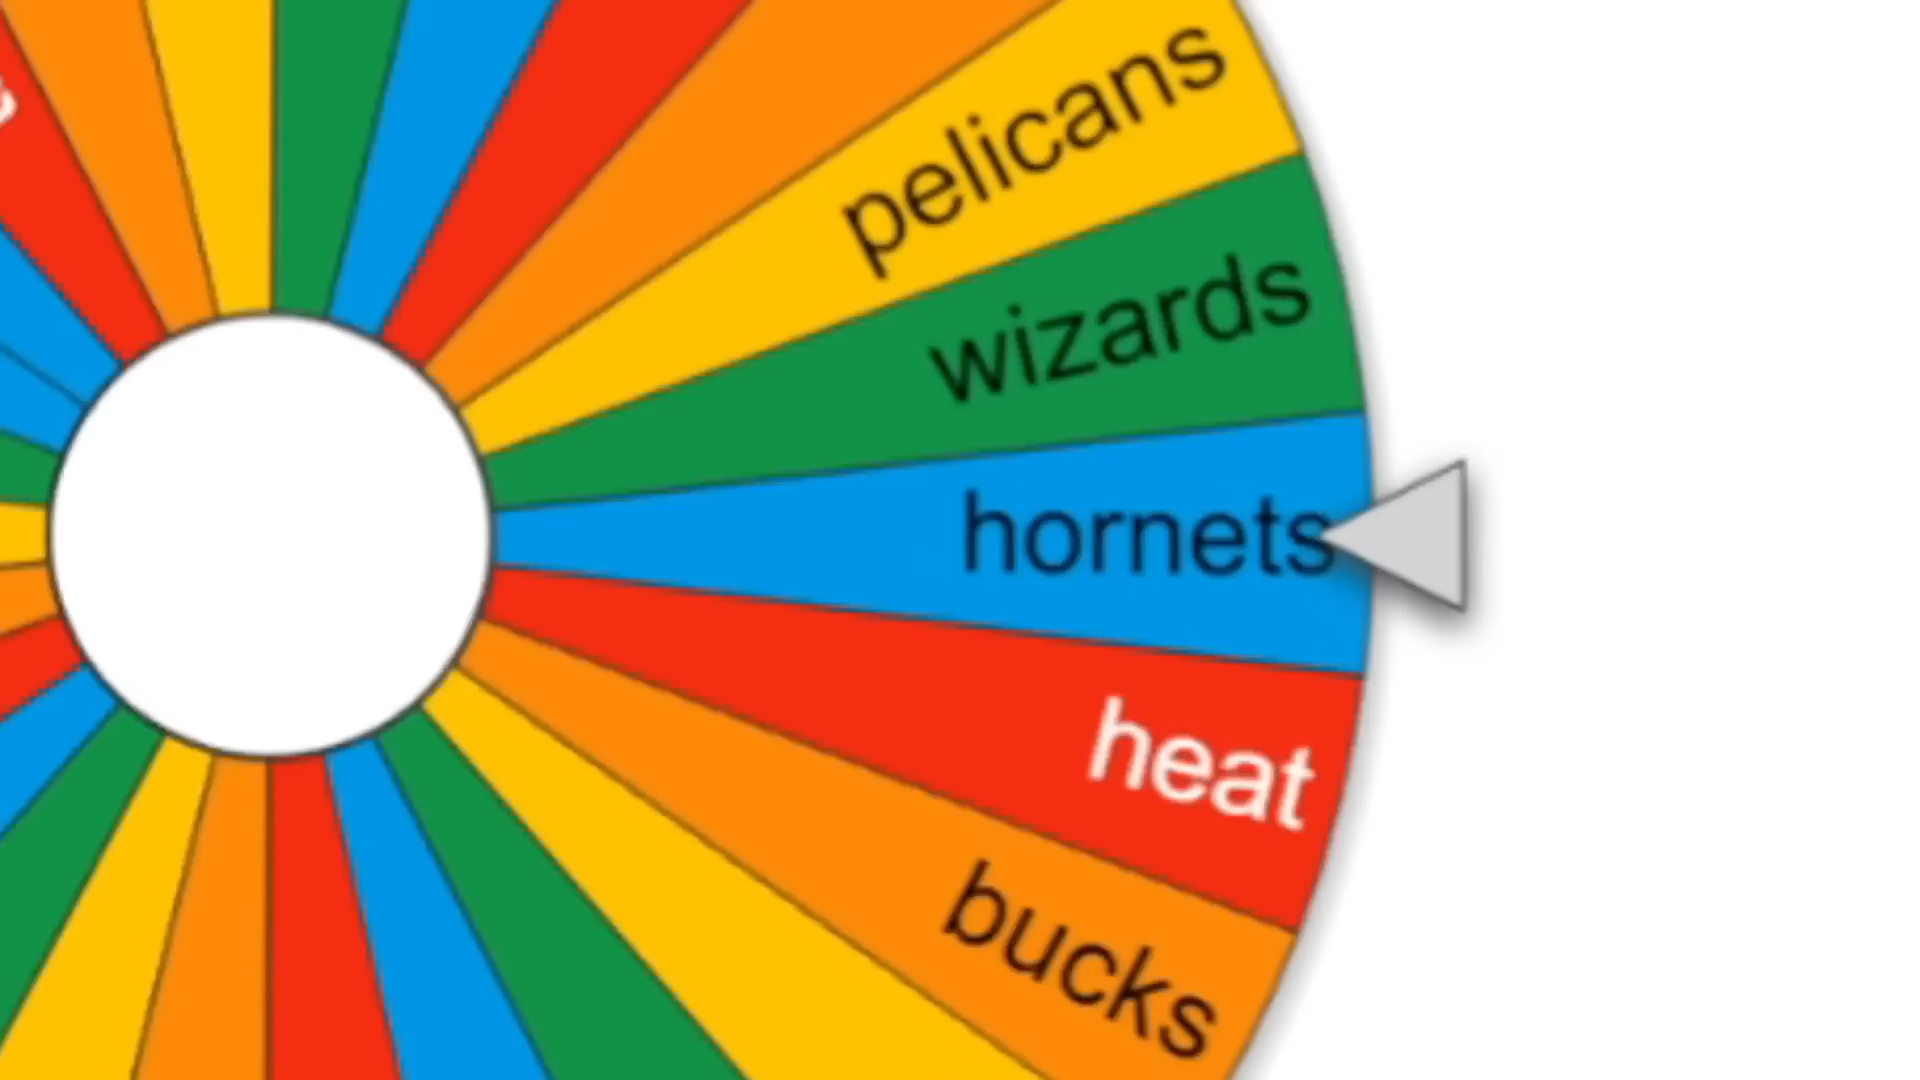 pelicans
wizards
hornets
heat
bucks